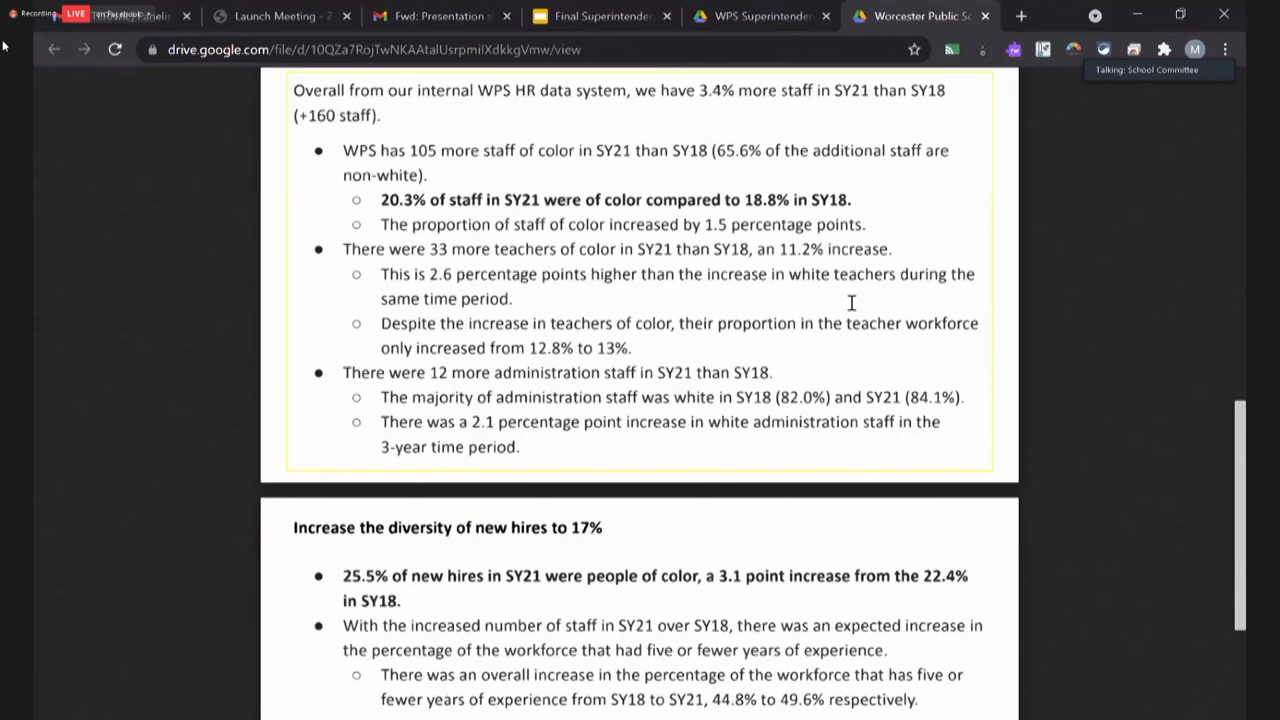 Recording LIVE on Facebook
Launch Meeting - Z
Fwd: Presentation s
Final Superintender
WPS Superintender
Worcester Public Sc
drive.google.com/file/d/10QZa7RojTwNKAAtalUsrpmilXdkkgVmw/view
M
Talking: School Committee
Overall from our internal WPS HR data system, we have 3.4% more staff in SY21 than SY18
(+160 staff).
● WPS has 105 more staff of color in SY21 than SY18 (65.6% of the additional staff are
non-white).
○ 20.3% of staff in SY21 were of color compared to 18.8% in SY18.
○ The proportion of staff of color increased by 1.5 percentage points.
● There were 33 more teachers of color in SY21 than SY18, an 11.2% increase.
○ This is 2.6 percentage points higher than the increase in white teachers during the
same time period.
○ Despite the increase in teachers of color, their proportion in the teacher workforce
only increased from 12.8% to 13%.
● There were 12 more administration staff in SY21 than SY18.
○ The majority of administration staff was white in SY18 (82.0%) and SY21 (84.1%).
○ There was a 2.1 percentage point increase in white administration staff in the
3-year time period.
Increase the diversity of new hires to 17%
● 25.5% of new hires in SY21 were people of color, a 3.1 point increase from the 22.4%
in SY18.
● With the increased number of staff in SY21 over SY18, there was an expected increase in
the percentage of the workforce that had five or fewer years of experience.
○ There was an overall increase in the percentage of the workforce that has five or
fewer years of experience from SY18 to SY21, 44.8% to 49.6% respectively.